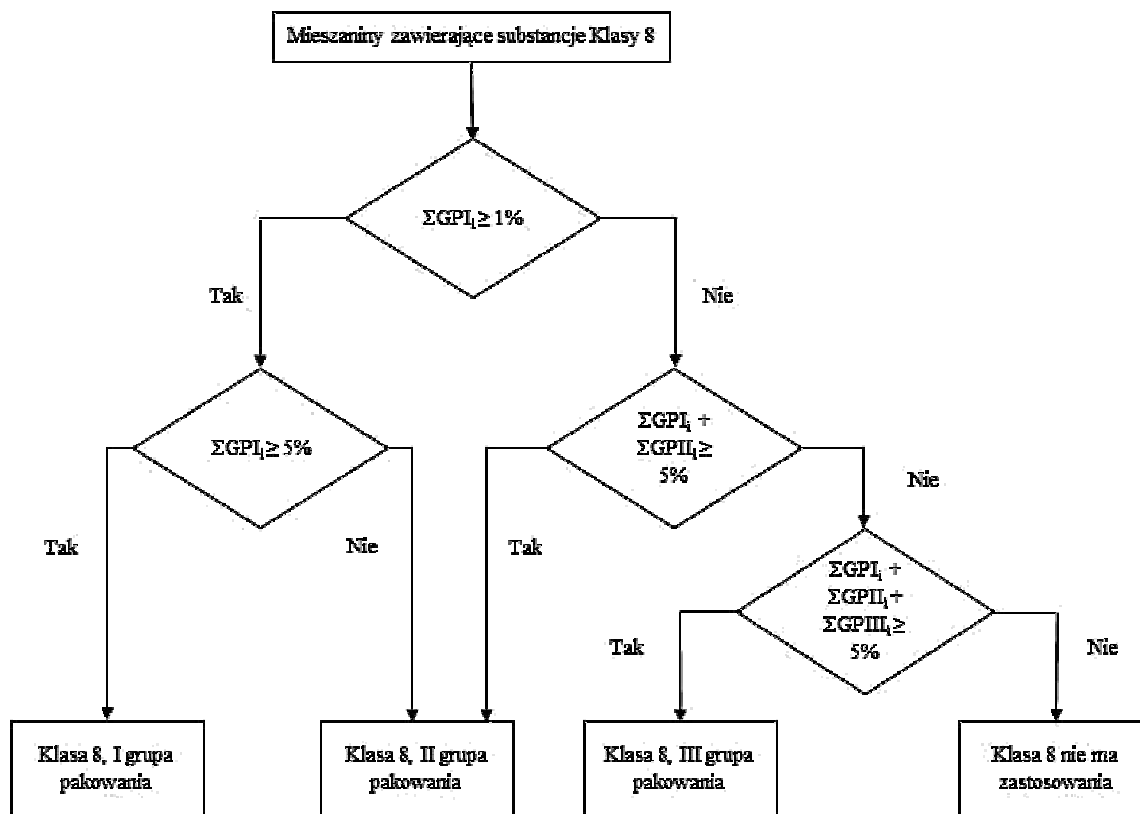 Mieszaniny zawierające substancje Klasy 8
ΣGPIᵢ ≥ 1%
Tak
Nie
ΣGPIᵢ ≥ 5%
ΣGPIᵢ +
ΣGPIIᵢ ≥
5%
Nie
Tak
Nie
Tak
ΣGPIᵢ +
ΣGPIIᵢ +
ΣGPIIIᵢ ≥
5%
Tak
Nie
Klasa 8, I grupa
pakowania
Klasa 8, II grupa
pakowania
Klasa 8, III grupa
pakowania
Klasa 8 nie ma
zastosowania